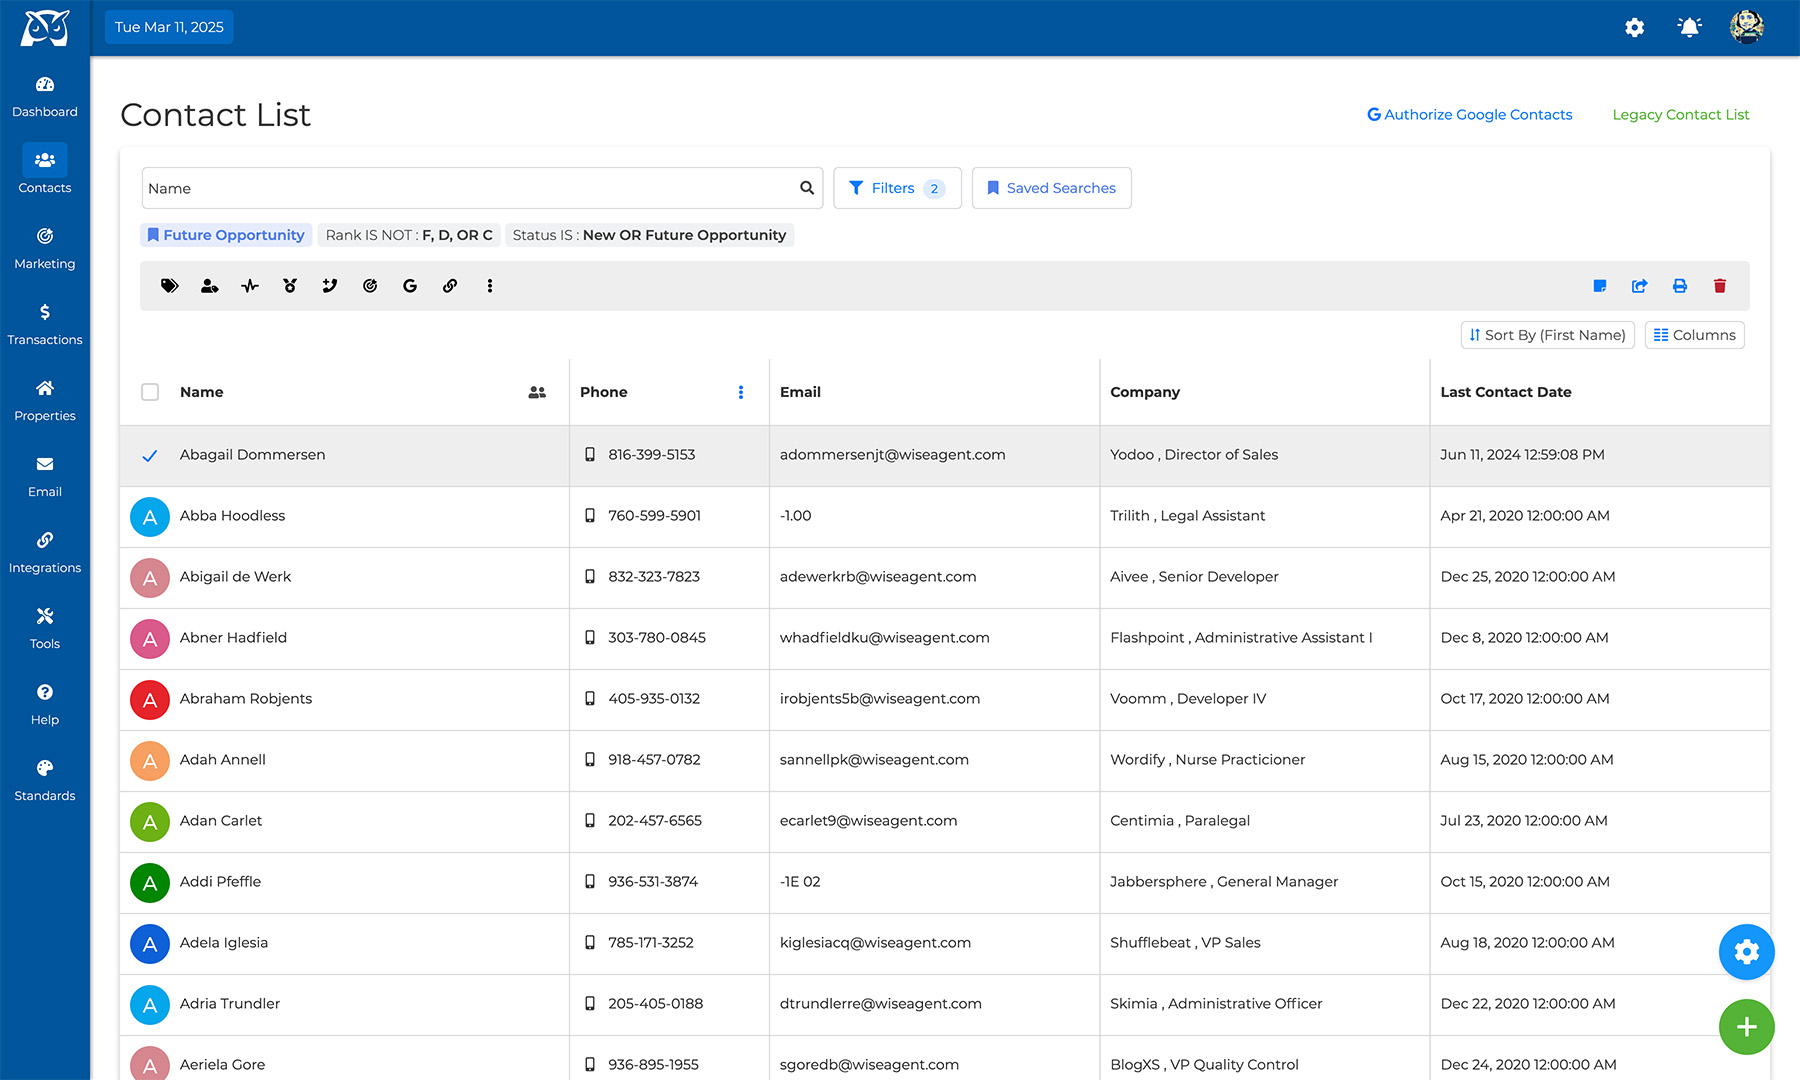 Tue Mar 11, 2025
Dashboard
Contacts
Marketing
Transactions
Properties
Email
Integrations
Tools
Help
Standards
Contact List
Authorize Google Contacts
Legacy Contact List
Name
Filters 2
Saved Searches
Future Opportunity
Rank IS NOT : F, D, OR C
Status IS : New OR Future Opportunity
Sort By (First Name)
Columns
Name Phone Email Company Last Contact Date
Abagail Dommersen 816-399-5153 adommersenjt@wiseagent.com Yodoo , Director of Sales Jun 11, 2024 12:59:08 PM
A Abba Hoodless 760-599-5901 -1.00 Trilith , Legal Assistant Apr 21, 2020 12:00:00 AM
A Abigail de Werk 832-323-7823 adewerkrb@wiseagent.com Aivee , Senior Developer Dec 25, 2020 12:00:00 AM
A Abner Hadfield 303-780-0845 whadfieldku@wiseagent.com Flashpoint , Administrative Assistant I Dec 8, 2020 12:00:00 AM
A Abraham Robjents 405-935-0132 irobjents5b@wiseagent.com Voomm , Developer IV Oct 17, 2020 12:00:00 AM
A Adah Annell 918-457-0782 sannellpk@wiseagent.com Wordify , Nurse Practicioner Aug 15, 2020 12:00:00 AM
A Adan Carlet 202-457-6565 ecarlet9@wiseagent.com Centimia , Paralegal Jul 23, 2020 12:00:00 AM
A Addi Pfeffle 936-531-3874 -1E 02 Jabbersphere , General Manager Oct 15, 2020 12:00:00 AM
A Adela Iglesia 785-171-3252 kiglesiacq@wiseagent.com Shufflebeat , VP Sales Aug 18, 2020 12:00:00 AM
A Adria Trundler 205-405-0188 dtrundlerre@wiseagent.com Skimia , Administrative Officer Dec 22, 2020 12:00:00 AM
A Aeriela Gore 936-895-1955 sgoredb@wiseagent.com BlogXS , VP Quality Control Dec 24, 2020 12:00:00 AM